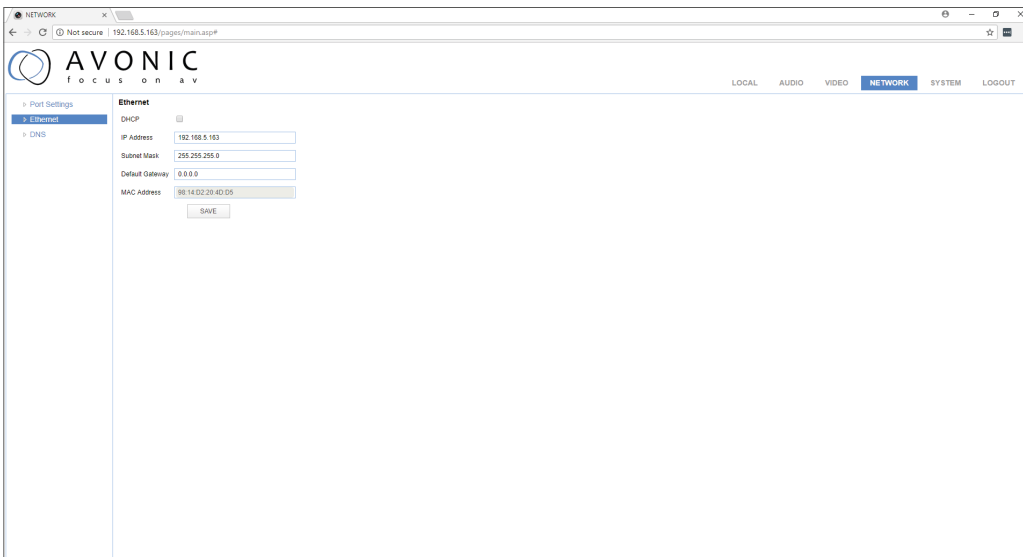 NETWORK
Not secure | 192.168.5.163/pages/main.asp#
AVONIC
focus on av
LOCAL AUDIO VIDEO NETWORK SYSTEM LOGOUT
Port Settings
Ethernet
DNS
Ethernet
DHCP
IP Address 192.168.5.163
Subnet Mask 255.255.255.0
Default Gateway 0.0.0.0
MAC Address 98:14:D2:20:4D:D5
SAVE